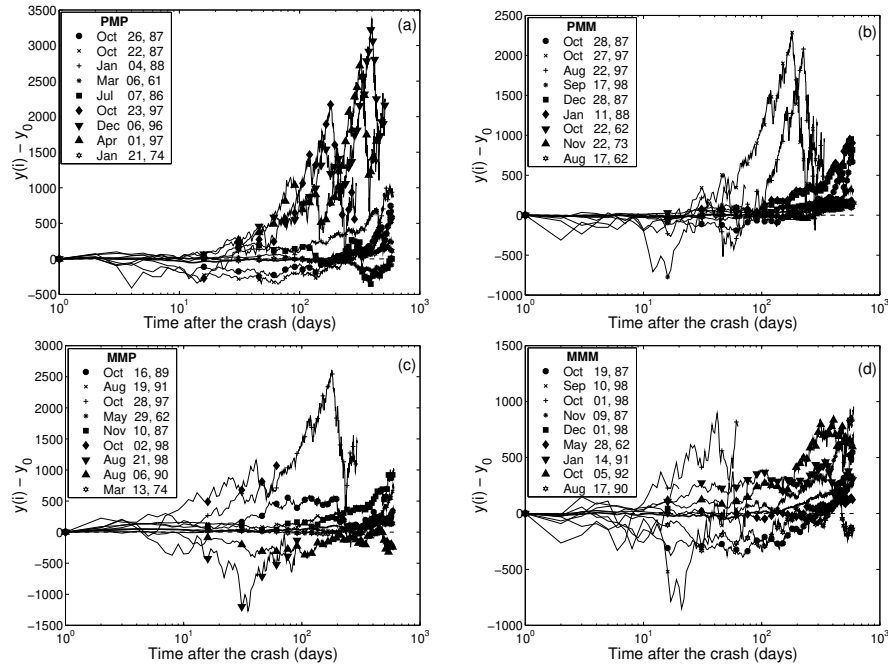 PMP
Oct 26, 87
Oct 22, 87
Jan 04, 88
Mar 06, 61
Jul 07, 86
Oct 23, 97
Dec 06, 96
Apr 01, 97
Jan 21, 74
(a)
3500
3000
2500
2000
1500
1000
500
0
−500
y(i) − y0
10^0
10^1
10^2
10^3
Time after the crash (days)
PMM
Oct 28, 87
Oct 27, 97
Aug 22, 97
Sep 17, 98
Dec 28, 87
Jan 11, 88
Oct 22, 62
Nov 22, 73
Aug 17, 62
(b)
2500
2000
1500
1000
500
0
−500
−1000
y(i) − y0
10^0
10^1
10^2
10^3
Time after the crash (days)
MMP
Oct 16, 89
Aug 19, 91
Oct 28, 97
May 29, 62
Nov 10, 87
Oct 02, 98
Aug 21, 98
Aug 06, 90
Mar 13, 74
(c)
3000
2500
2000
1500
1000
500
0
−500
−1000
−1500
y(i) − y0
10^0
10^1
10^2
10^3
Time after the crash (days)
MMM
Oct 19, 87
Sep 10, 98
Oct 01, 98
Nov 09, 87
Dec 01, 98
May 28, 62
Jan 14, 91
Oct 05, 92
Aug 17, 90
(d)
1500
1000
500
0
−500
−1000
y(i) − y0
10^0
10^1
10^2
10^3
Time after the crash (days)